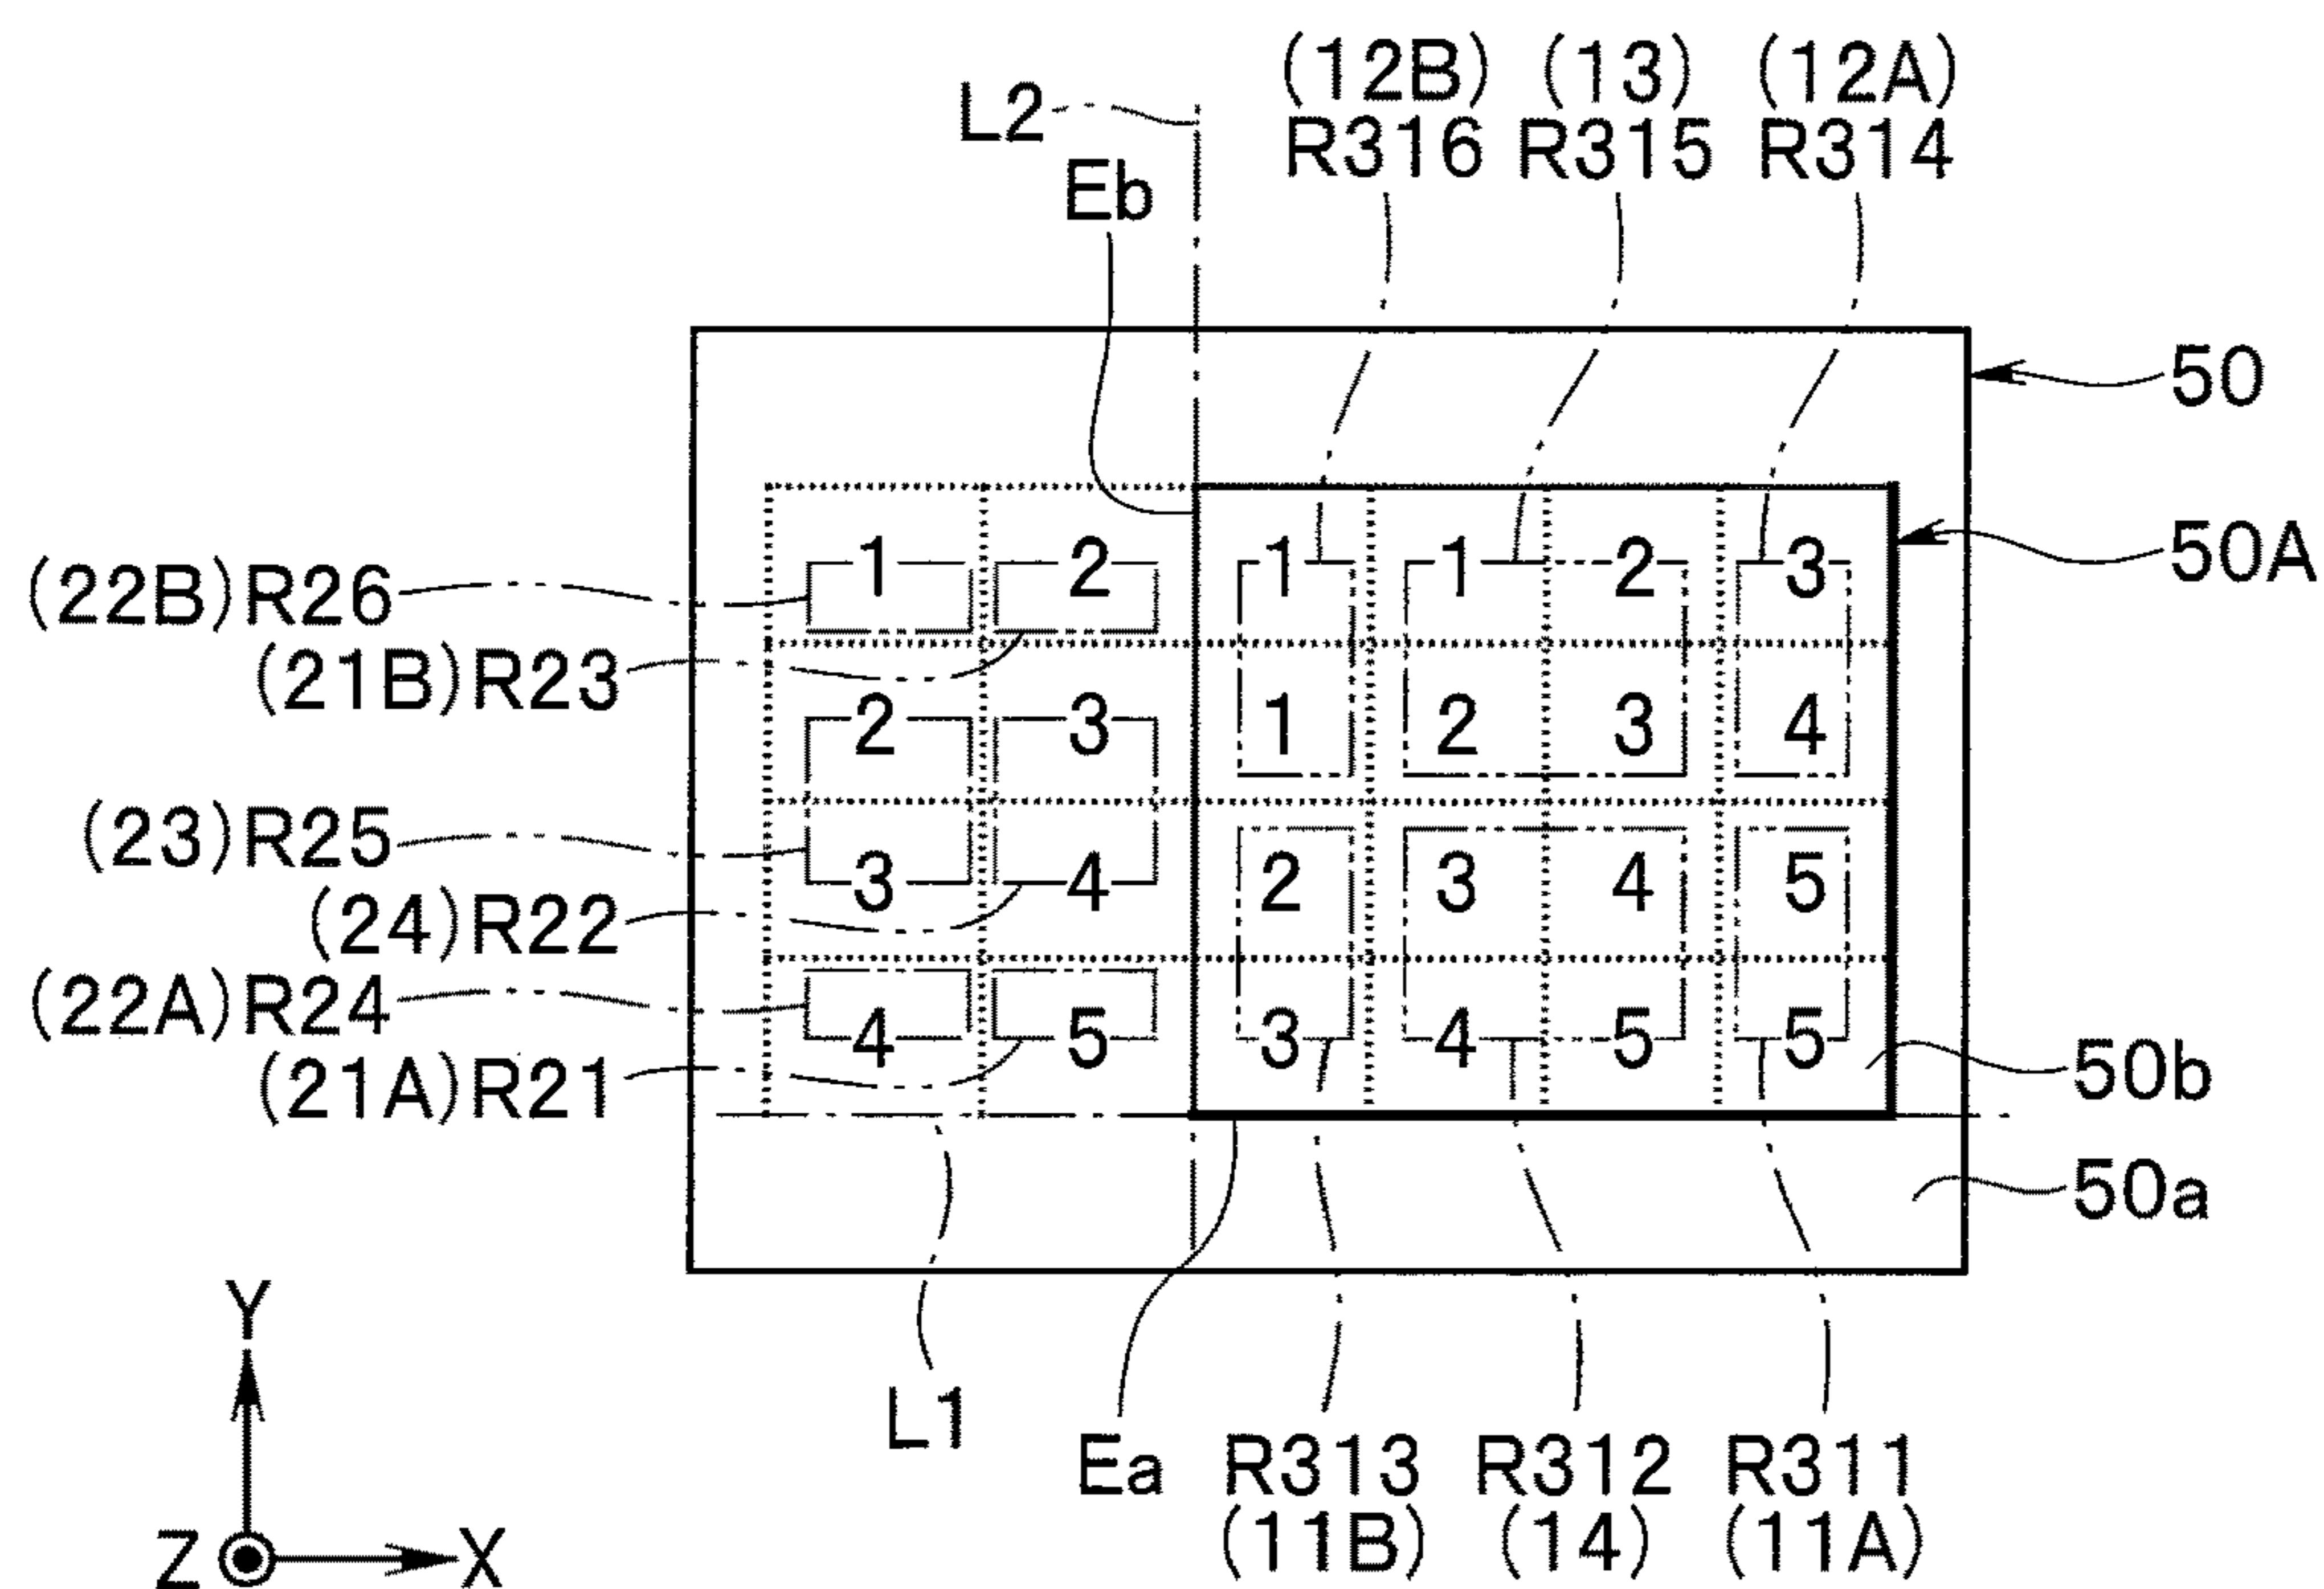 (12B) (13) (12A)
L2 R316 R315 R314
Eb
50
50A
1 2 1 1 2 3
(22B)R26
(21B)R23
2 3 1 2 3 4
(23)R25
3 4 2 3 4 5
(24)R22
(22A)R24
4 5 3 4 5 5
(21A)R21
50b
50a
Y
L1
Ea R313 R312 R311
(11B) (14) (11A)
Z X